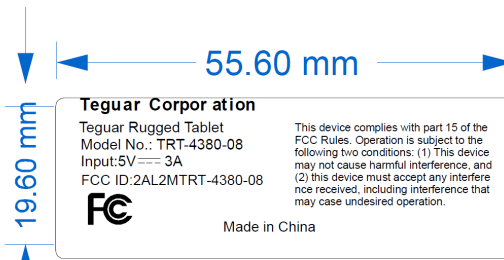 55.60 mm
19.60 mm
Teguar Corpor ation
Teguar Rugged Tablet
Model No.: TRT-4380-08
Input:5V⎓3A
FCC ID:2AL2MTRT-4380-08
FC
This device complies with part 15 of the
FCC Rules. Operation is subject to the
following two conditions: (1) This device
may not cause harmful interference, and
(2) this device must accept any interfere
nce received, including interference that
may case undesired operation.
Made in China